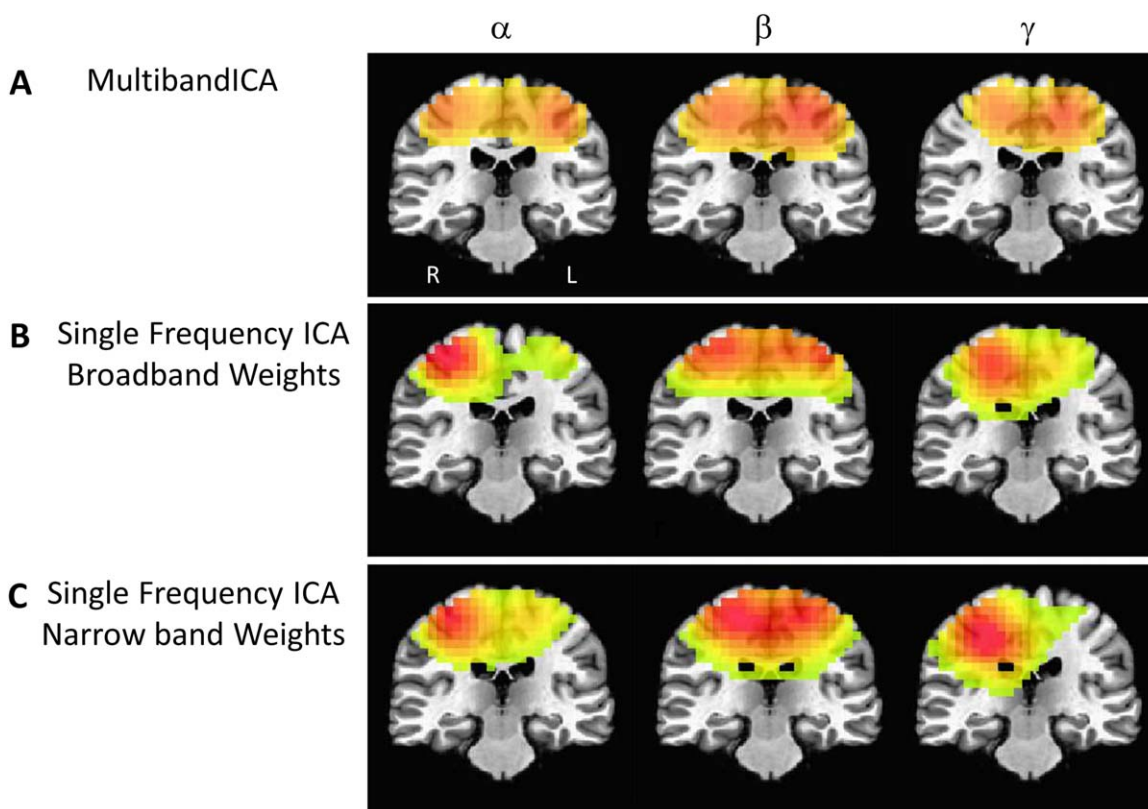 α β γ
A MultibandICA
R L
B Single Frequency ICA
Broadband Weights
C Single Frequency ICA
Narrow band Weights